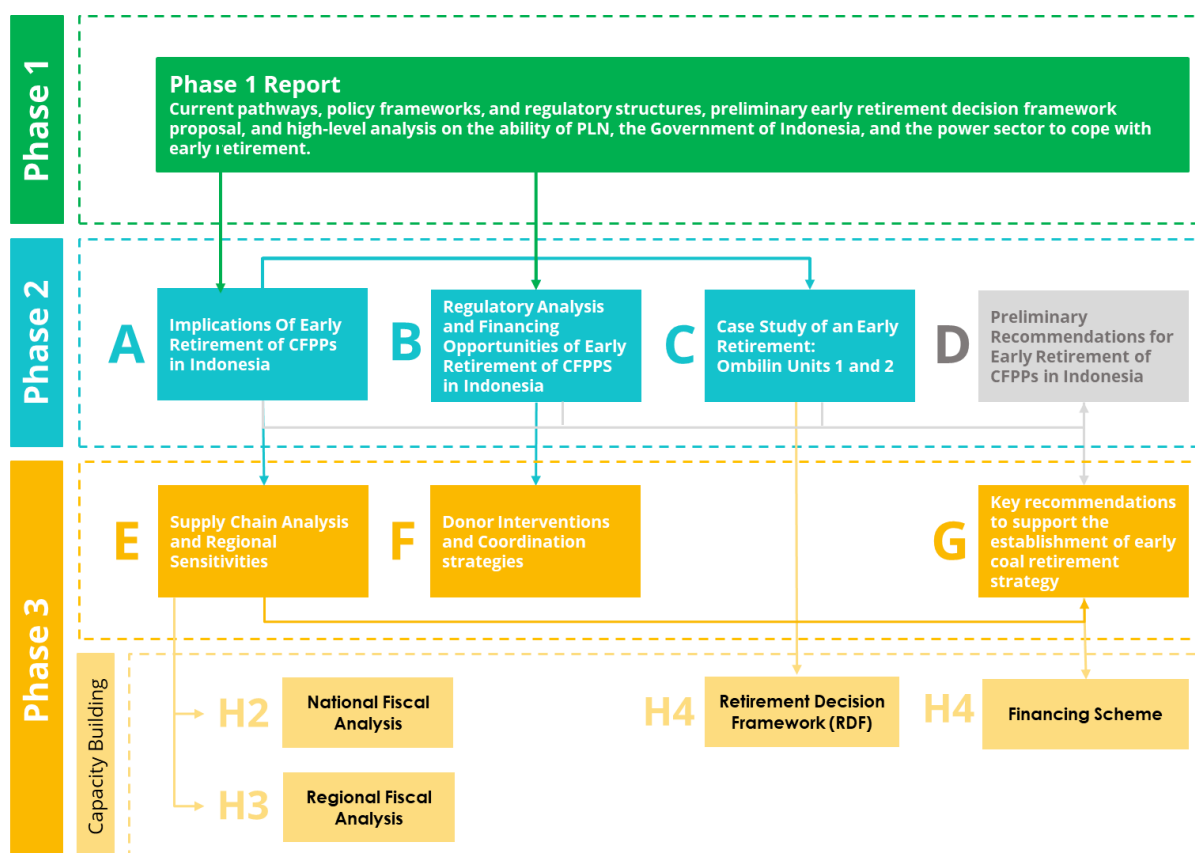 Phase 1
Phase 1 Report
Current pathways, policy frameworks, and regulatory structures, preliminary early retirement decision framework
proposal, and high-level analysis on the ability of PLN, the Government of Indonesia, and the power sector to cope with
early retirement.
Phase 2
A
Implications Of Early
Retirement of CFPPs
in Indonesia
B
Regulatory Analysis
and Financing
Opportunities of Early
Retirement of CFPPS
in Indonesia
C
Case Study of an Early
Retirement:
Ombilin Units 1 and 2
D
Preliminary
Recommendations for
Early Retirement of
CFPPs in Indonesia
Phase 3
E
Supply Chain Analysis
and Regional
Sensitivities
F
Donor Interventions
and Coordination
strategies
G
Key recommendations
to support the
establishment of early
coal retirement
strategy
Capacity Building
H2
National Fiscal
Analysis
H3
Regional Fiscal
Analysis
H4
Retirement Decision
Framework (RDF)
H4
Financing Scheme